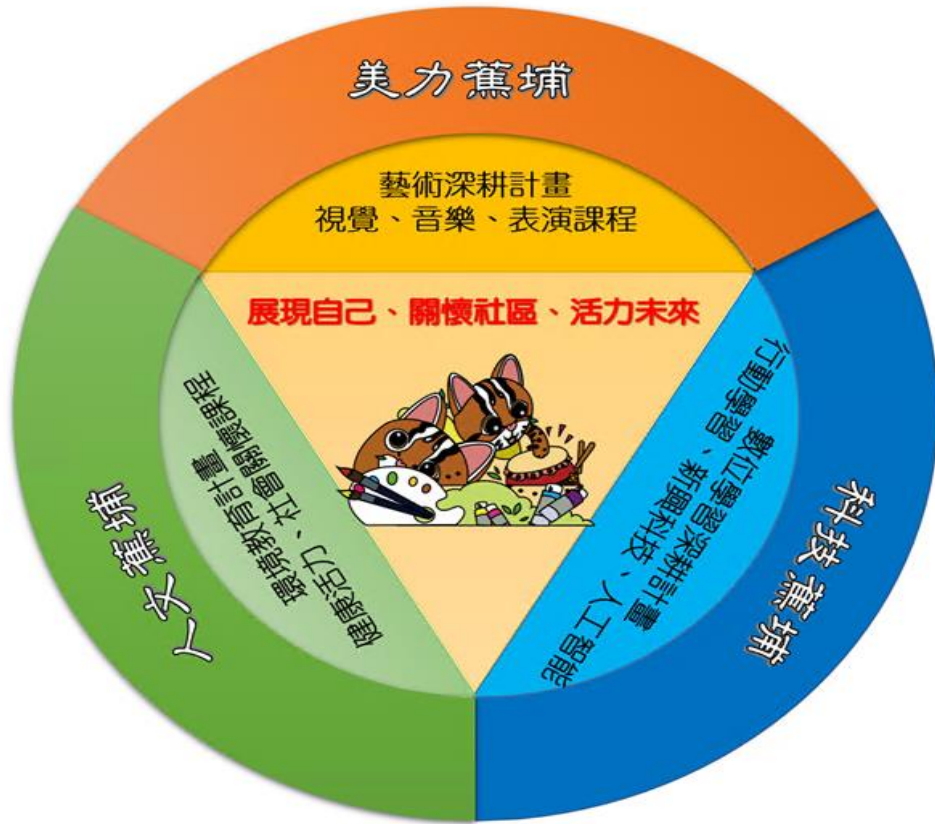 美力蕉埔
藝術深耕計畫
視覺、音樂、表演課程
展現自己、關懷社區、活力未來
人文蕉埔
環境教育計畫
健康活力、社會關懷課程
科技蕉埔
數位學習深耕計畫
行動學習、新興科技、人工智能